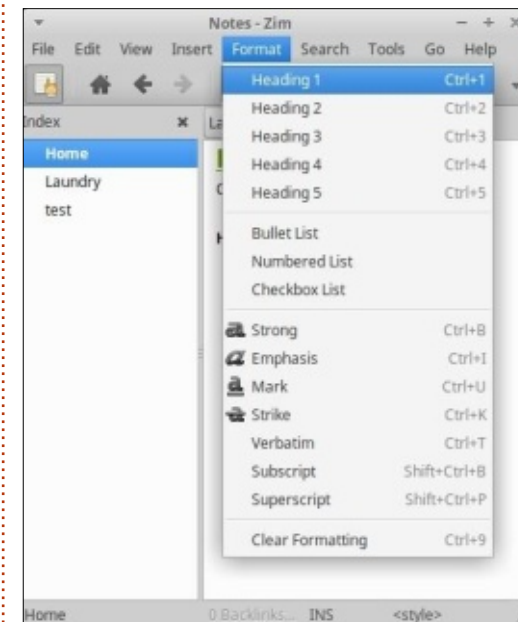 Notes - Zim
File Edit View Insert Format Search Tools Go Help
Index
Home
Laundry
test
Heading 1 Ctrl+1
Heading 2 Ctrl+2
Heading 3 Ctrl+3
Heading 4 Ctrl+4
Heading 5 Ctrl+5
Bullet List
Numbered List
Checkbox List
a Strong Ctrl+B
a Emphasis Ctrl+I
a Mark Ctrl+U
a Strike Ctrl+K
Verbatim Ctrl+T
Subscript Shift+Ctrl+B
Superscript Shift+Ctrl+P
Clear Formatting Ctrl+9
Home 0 Backlinks... INS <style>